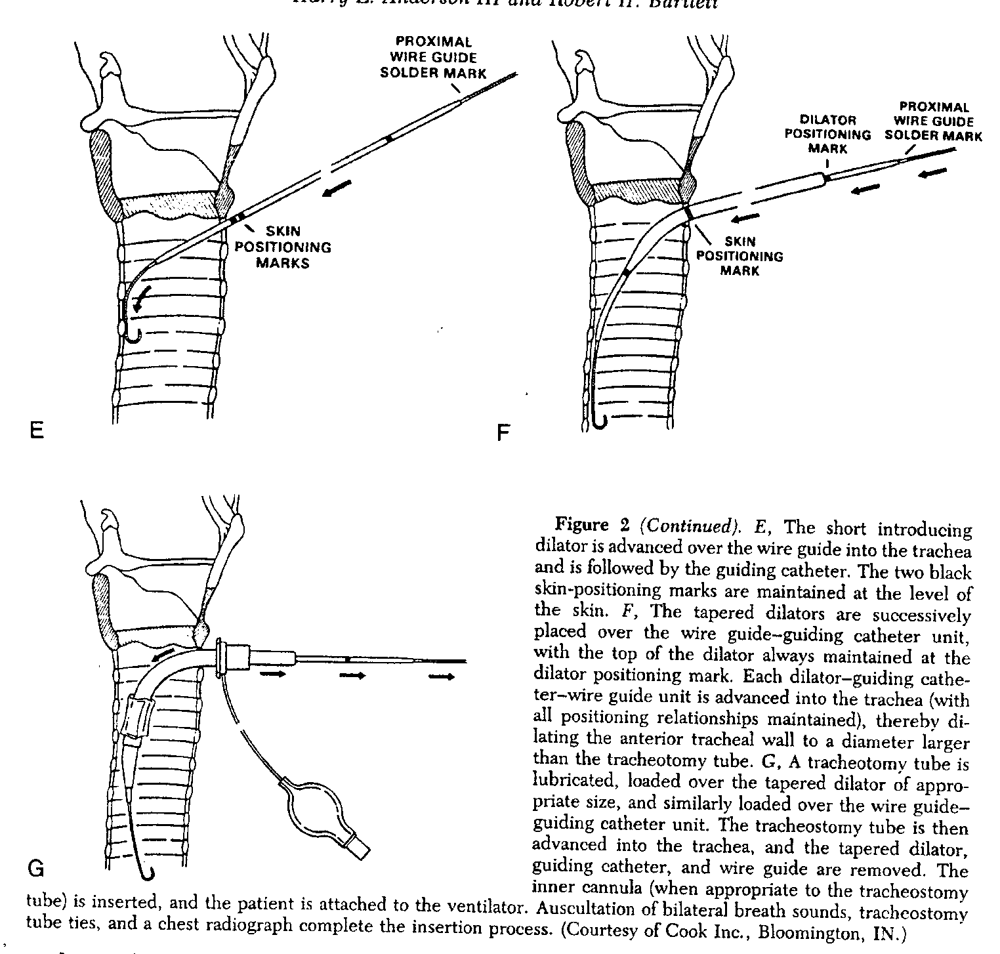 Harry L. Anderson III and Robert H. Bartlett
PROXIMAL
WIRE GUIDE
SOLDER MARK
SKIN
POSITIONING
MARKS
E
DILATOR
POSITIONING
MARK
PROXIMAL
WIRE GUIDE
SOLDER MARK
SKIN
POSITIONING
MARK
F
G
Figure 2 (Continued). E, The short introducing
dilator is advanced over the wire guide into the trachea
and is followed by the guiding catheter. The two black
skin-positioning marks are maintained at the level of
the skin. F, The tapered dilators are successively
placed over the wire guide–guiding catheter unit,
with the top of the dilator always maintained at the
dilator positioning mark. Each dilator–guiding cathe-
ter–wire guide unit is advanced into the trachea (with
all positioning relationships maintained), thereby di-
lating the anterior tracheal wall to a diameter larger
than the tracheotomy tube. G, A tracheotomy tube is
lubricated, loaded over the tapered dilator of appro-
priate size, and similarly loaded over the wire guide–
guiding catheter unit. The tracheostomy tube is then
advanced into the trachea, and the tapered dilator,
guiding catheter, and wire guide are removed. The
inner cannula (when appropriate to the tracheostomy
tube) is inserted, and the patient is attached to the ventilator. Auscultation of bilateral breath sounds, tracheostomy
tube ties, and a chest radiograph complete the insertion process. (Courtesy of Cook Inc., Bloomington, IN.)